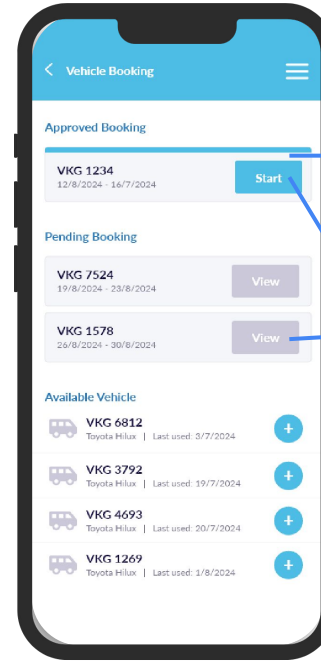 Vehicle Booking
Approved Booking
VKG 1234
12/8/2024 - 16/7/2024
Start
Pending Booking
VKG 7524
19/8/2024 - 23/8/2024
View
VKG 1578
26/8/2024 - 30/8/2024
View
Available Vehicle
VKG 6812
Toyota Hilux | Last used: 3/7/2024
+
VKG 3792
Toyota Hilux | Last used: 19/7/2024
+
VKG 4693
Toyota Hilux | Last used: 20/7/2024
+
VKG 1269
Toyota Hilux | Last used: 1/8/2024
+